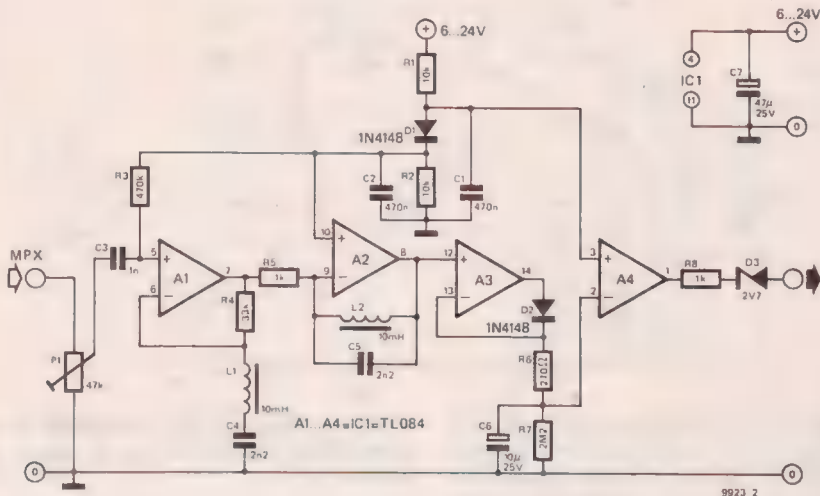 6...24V
R1
10k
1N4148
D1
R3
470k
C2
470n
R2
10k
C1
470n
6...24V
4
IC1
11
C7
47µ
25V
0
MPX
C3
1n
5
6
A1
7
R5
1k
R4
33k
10
9
A2
8
L2
10mH
C5
2n2
12
13
A3
14
D2
1N4148
R6
270Ω
3
2
A4
1
R8
1k
D3
2V7
P1
47k
L1
10mH
C4
2n2
A1...A4=IC1=TL084
C6
10µ
25V
R7
2M2
0
0
9923 2